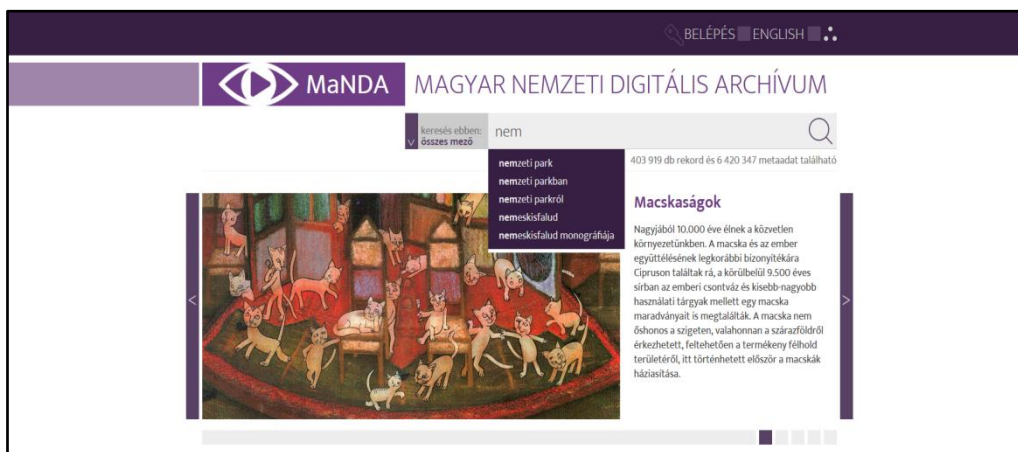 BELÉPÉS ENGLISH
MaNDA MAGYAR NEMZETI DIGITÁLIS ARCHÍVUM
keresés ebben:
összes mező
nem
nemzeti park
nemzeti parkban
nemzeti parkról
nemeskisfalud
nemeskisfalud monográfiája
403 919 db rekord és 6 420 347 metaadat található
Macskaságok
Nagyjából 10.000 éve élnek a közvetlen
környezetünkben. A macska és az ember
együttélésének legkorábbi bizonyítékára
Cipruson találtak rá, a körülbelül 9.500 éves
sírban az emberi csontváz és kisebb-nagyobb
használati tárgyak mellett egy macska
maradványait is megtalálták. A macska nem
őshonos a szigeten, valahonnan a szárazföldről
érkezhetett, feltehetően a termékeny félhold
területéről, itt történhetett először a macskák
háziasítása.